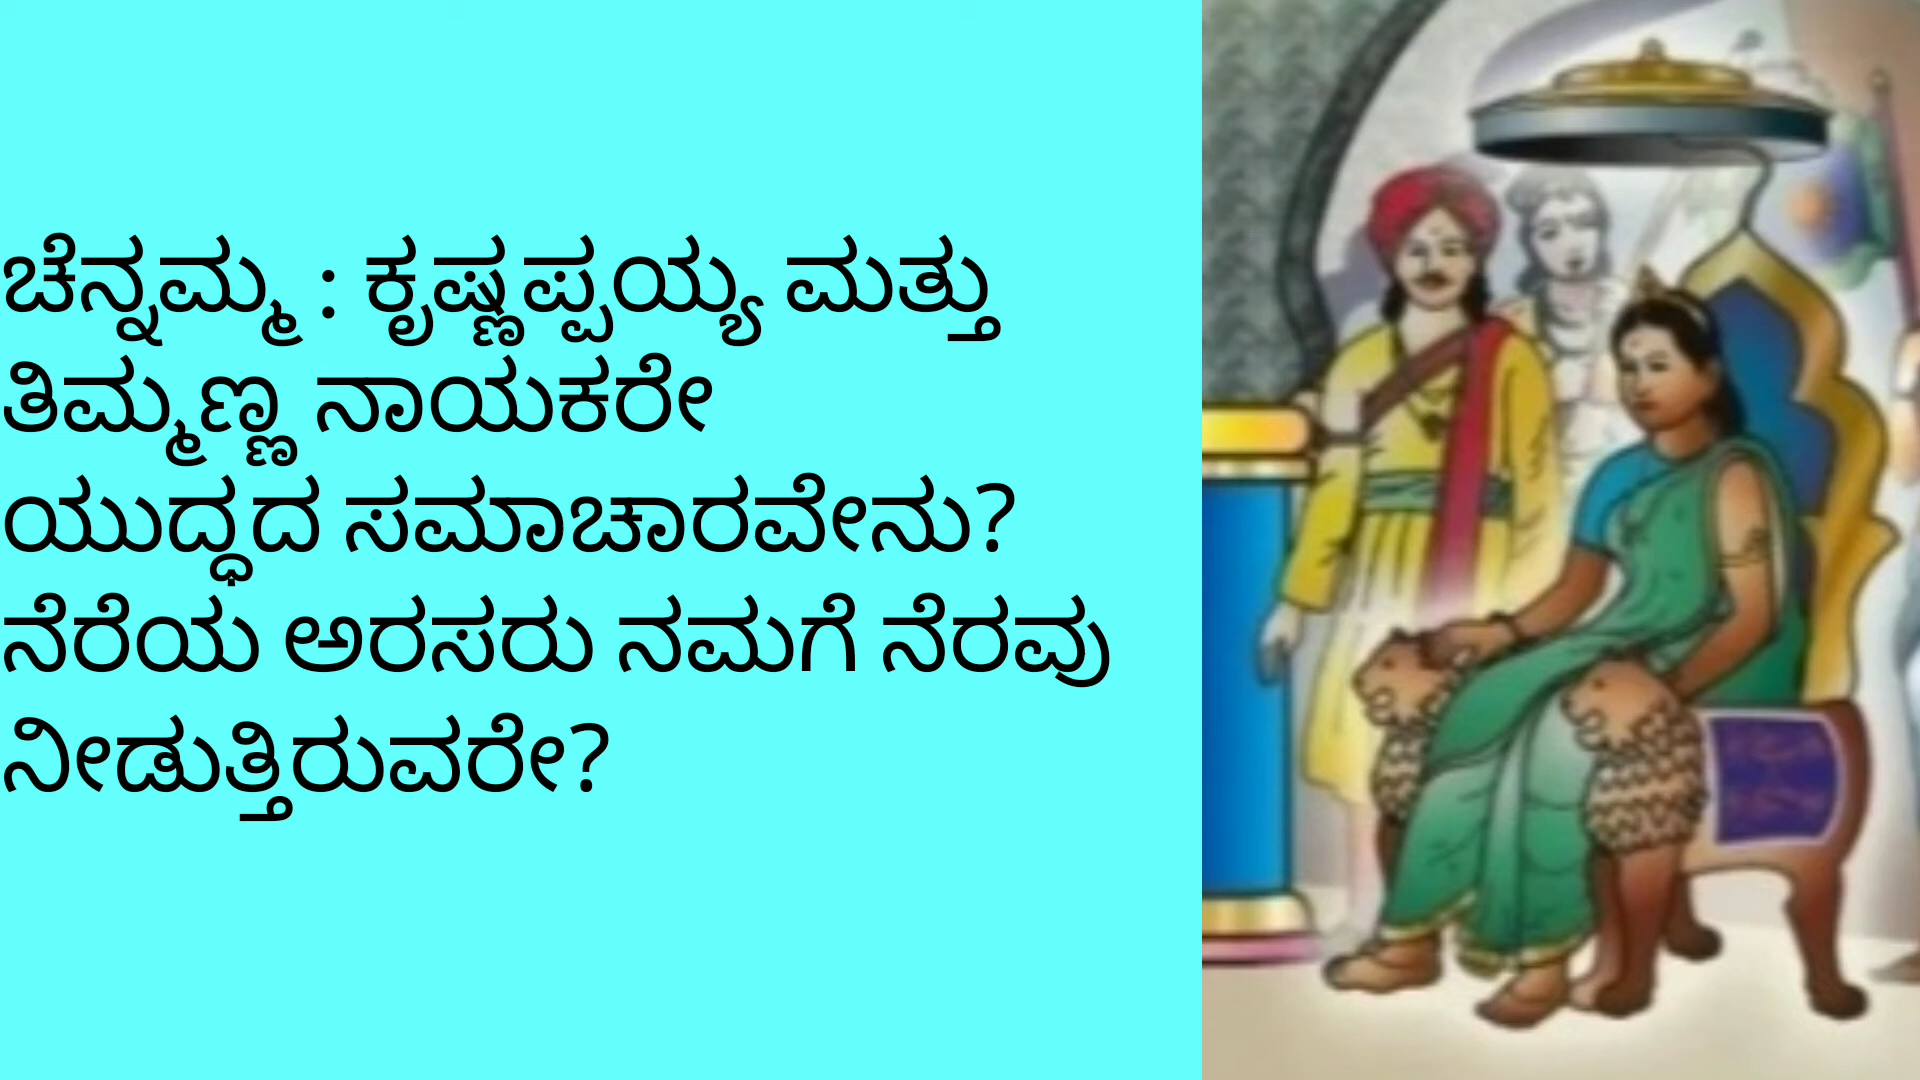 ಚೆನ್ನಮ್ಮ : ಕೃಷ್ಣಪ್ಪಯ್ಯ ಮತ್ತು
ತಿಮ್ಮಣ್ಣ ನಾಯಕರೇ
ಯುದ್ಧದ ಸಮಾಚಾರವೇನು?
ನೆರೆಯ ಅರಸರು ನಮಗೆ ನೆರವು
ನೀಡುತ್ತಿರುವರೇ?